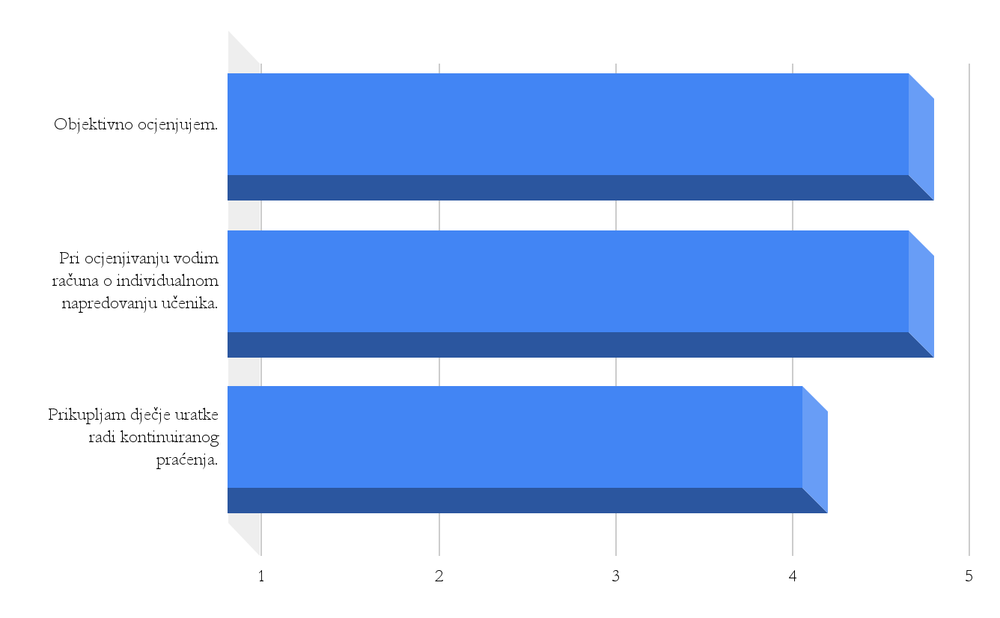 Objektivno ocjenjujem.
Pri ocjenjivanju vodim
računa o individualnom
napredovanju učenika.
Prikupljam dječje uratke
radi kontinuiranog
praćenja.
1 2 3 4 5